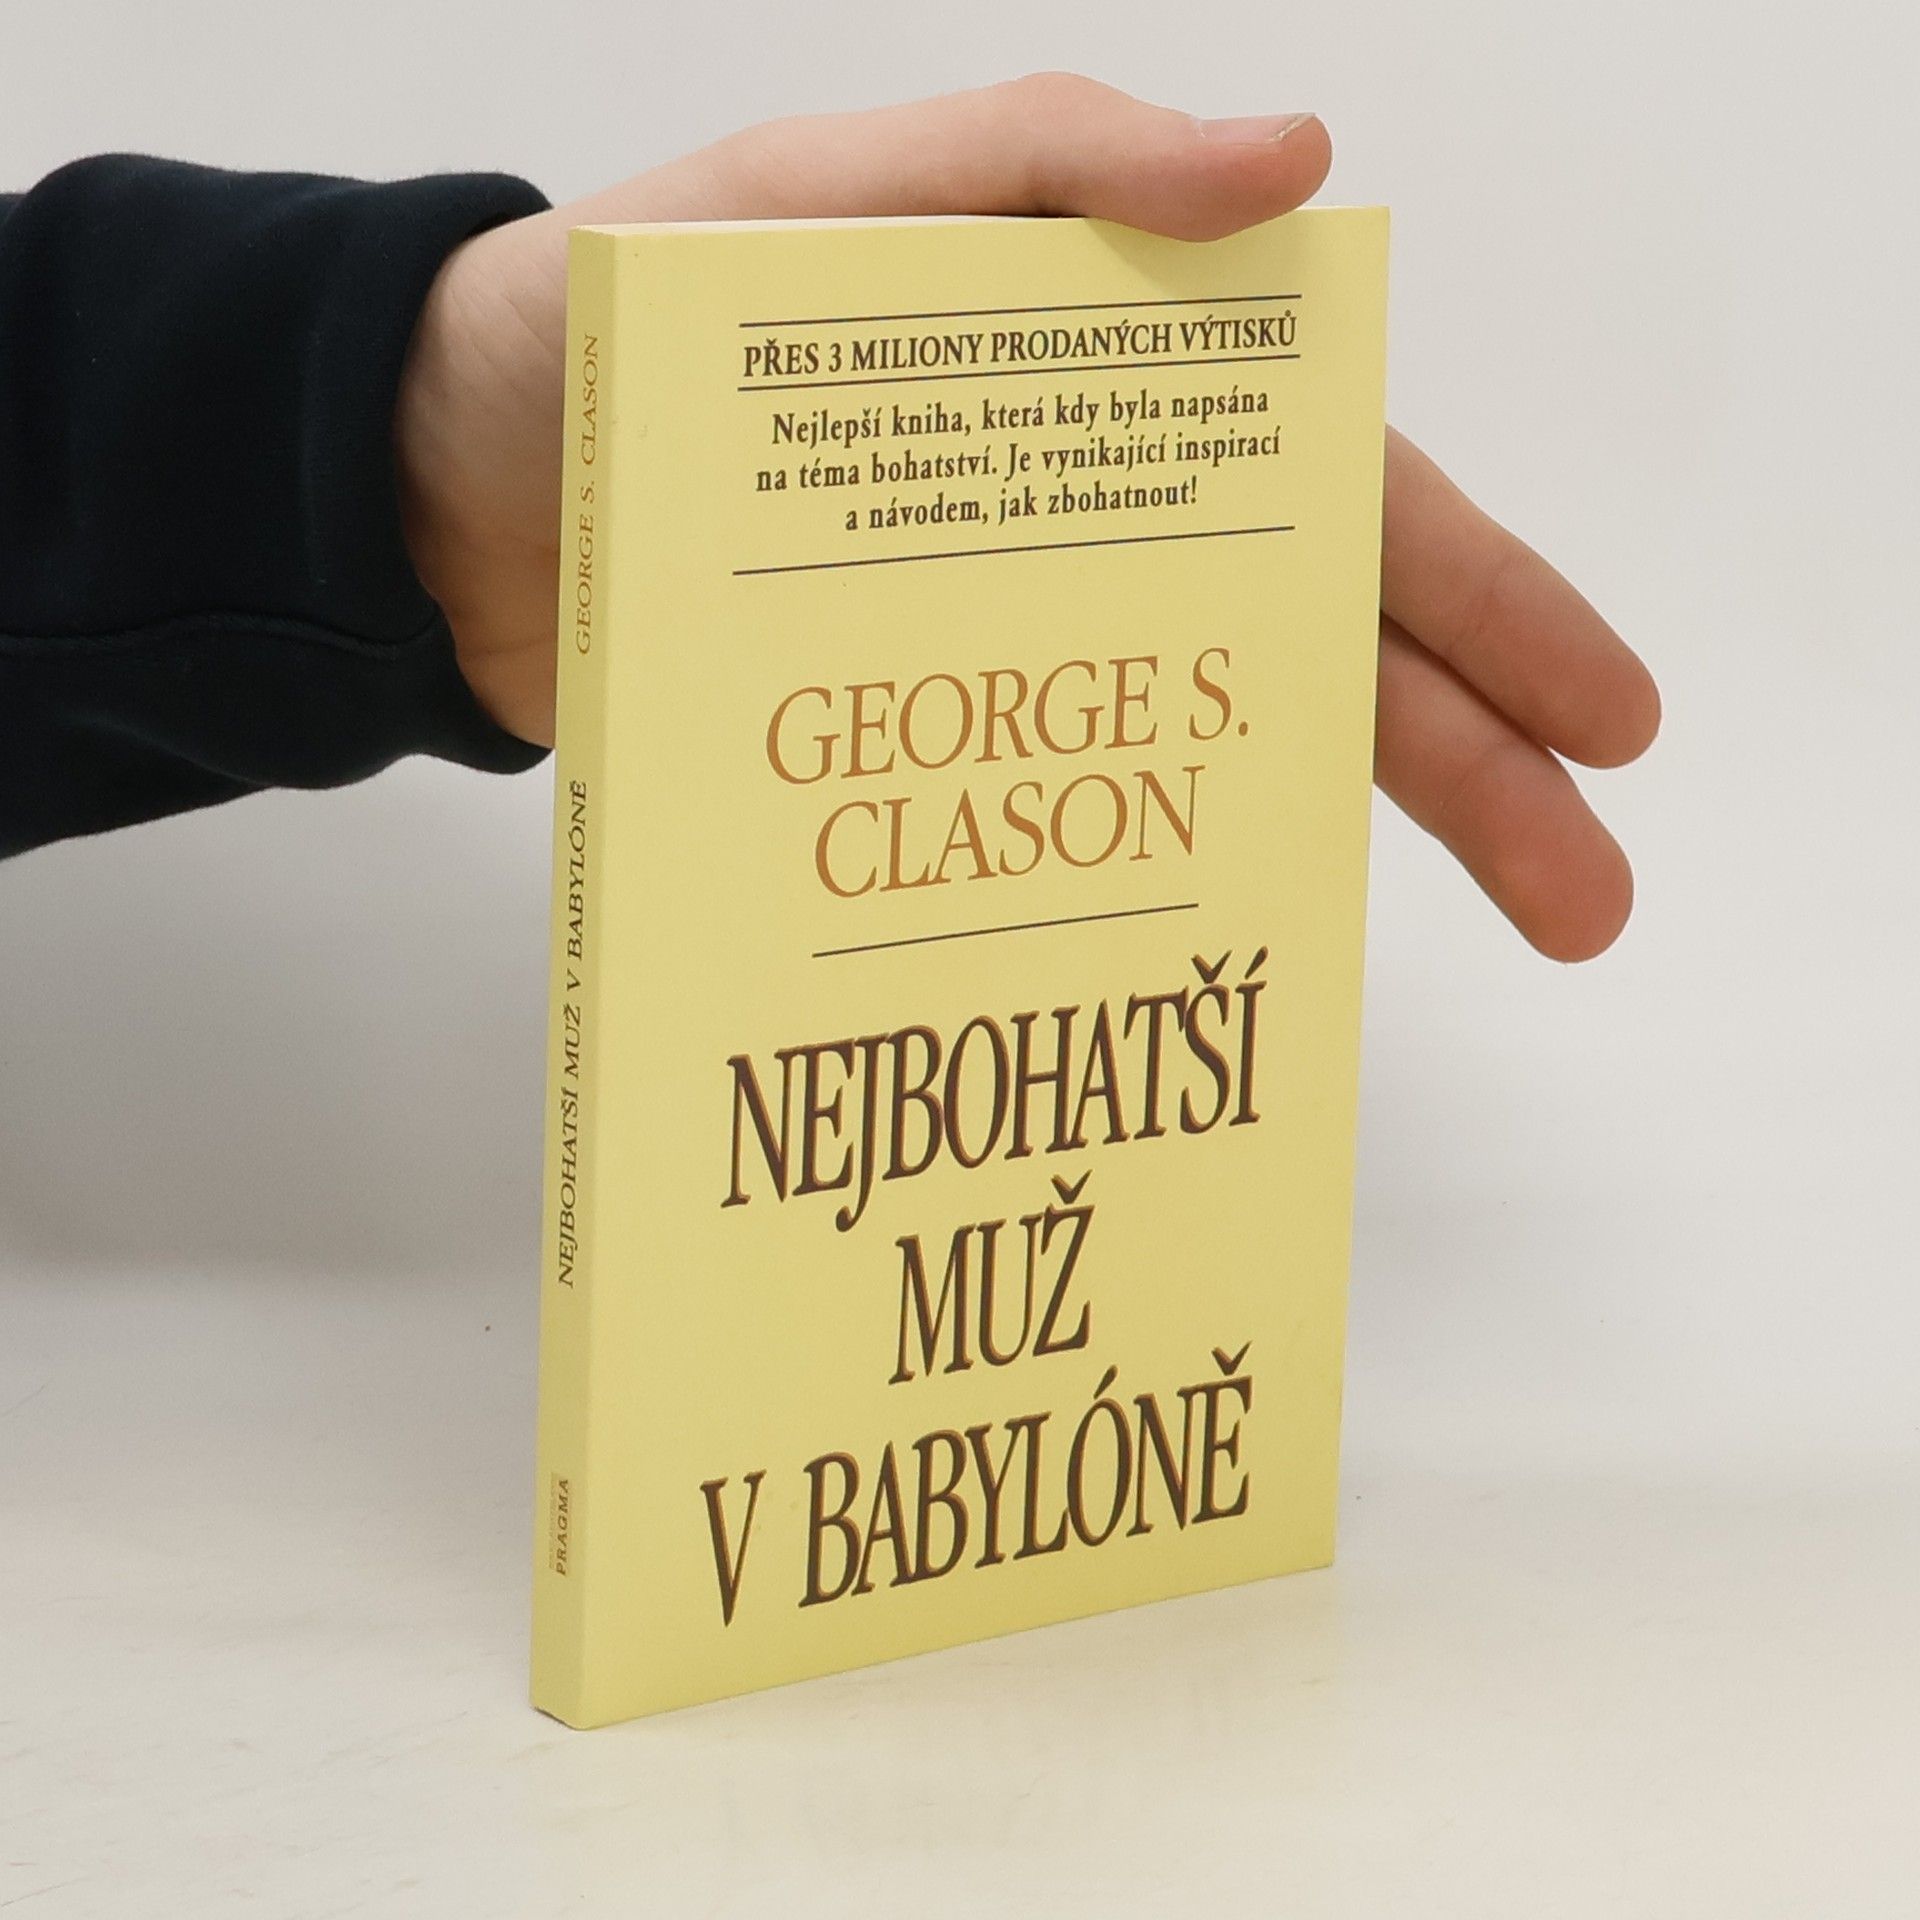 PŘES 3 MILIONY PRODANÝCH VÝTISKŮ
Nejlepší kniha, která kdy byla napsána
na téma bohatství. Je vynikající inspirací
a návodem, jak zbohatnout!
GEORGE S.
CLASON
NEJBOHATŠÍ
MUŽ
V BABYLÓNĚ
GEORGE S. CLASON
NEJBOHATŠÍ MUŽ V BABYLÓNĚ
PRAGMA